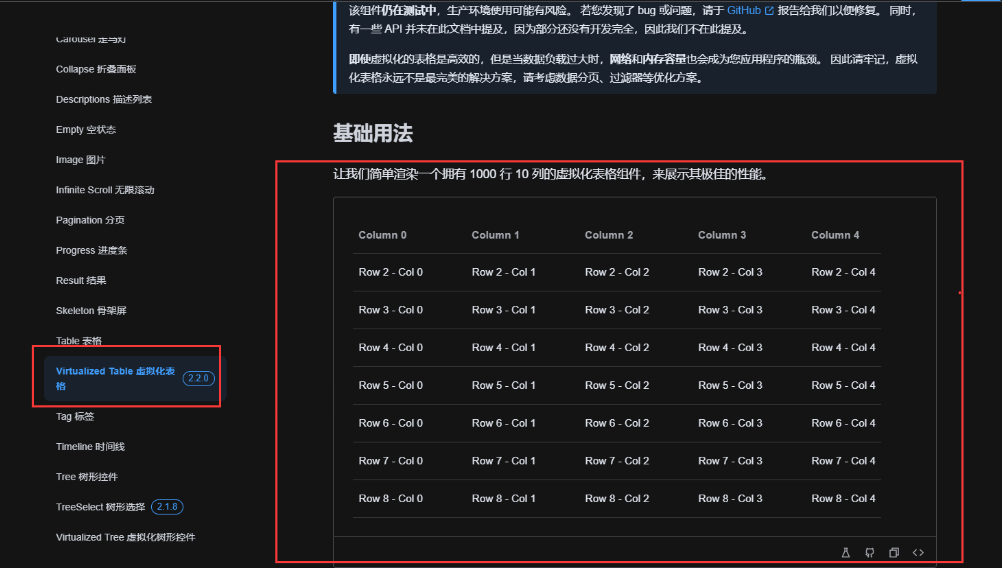 Carousel 走马灯
Collapse 折叠面板
Descriptions 描述列表
Empty 空状态
Image 图片
Infinite Scroll 无限滚动
Pagination 分页
Progress 进度条
Result 结果
Skeleton 骨架屏
Table 表格
Virtualized Table 虚拟化表
格
2.2.0
Tag 标签
Timeline 时间线
Tree 树形控件
TreeSelect 树形选择 2.1.8
Virtualized Tree 虚拟化树形控件
该组件仍在测试中，生产环境使用可能有风险。 若您发现了 bug 或问题，请于 GitHub 报告给我们以便修复。 同时，
有一些 API 并未在此文档中提及，因为部分还没有开发完全，因此我们不在此提及。
即使虚拟化的表格是高效的，但是当数据负载过大时，网络和内存容量也会成为您应用程序的瓶颈。 因此请牢记，虚拟
化表格永远不是最完美的解决方案，请考虑数据分页、过滤器等优化方案。
基础用法
让我们简单渲染一个拥有 1000 行 10 列的虚拟化表格组件，来展示其极佳的性能。
Column 0 Column 1 Column 2 Column 3 Column 4
Row 2 - Col 0 Row 2 - Col 1 Row 2 - Col 2 Row 2 - Col 3 Row 2 - Col 4
Row 3 - Col 0 Row 3 - Col 1 Row 3 - Col 2 Row 3 - Col 3 Row 3 - Col 4
Row 4 - Col 0 Row 4 - Col 1 Row 4 - Col 2 Row 4 - Col 3 Row 4 - Col 4
Row 5 - Col 0 Row 5 - Col 1 Row 5 - Col 2 Row 5 - Col 3 Row 5 - Col 4
Row 6 - Col 0 Row 6 - Col 1 Row 6 - Col 2 Row 6 - Col 3 Row 6 - Col 4
Row 7 - Col 0 Row 7 - Col 1 Row 7 - Col 2 Row 7 - Col 3 Row 7 - Col 4
Row 8 - Col 0 Row 8 - Col 1 Row 8 - Col 2 Row 8 - Col 3 Row 8 - Col 4